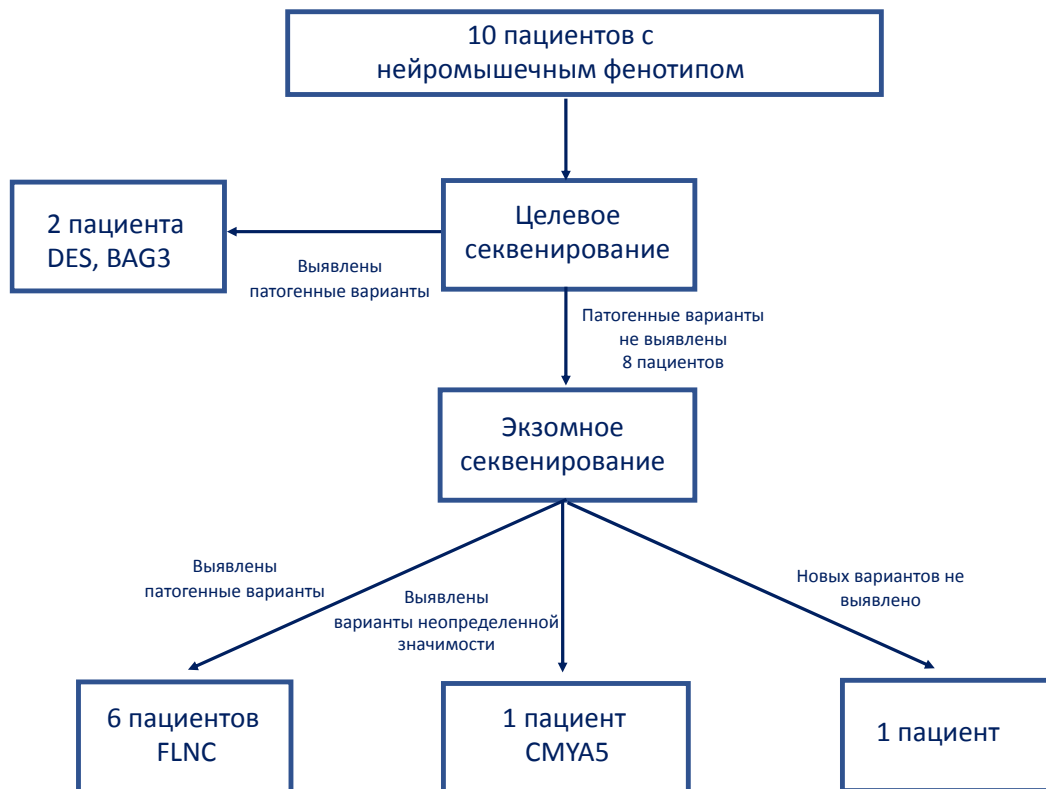 10 пациентов с
нейромышечным фенотипом
Целевое
секвенирование
2 пациента
DES, BAG3
Выявлены
патогенные варианты
Патогенные варианты
не выявлены
8 пациентов
Экзомное
секвенирование
Выявлены
патогенные варианты
Выявлены
варианты неопределенной
значимости
Новых вариантов не
выявлено
6 пациентов
FLNC
1 пациент
CMYA5
1 пациент